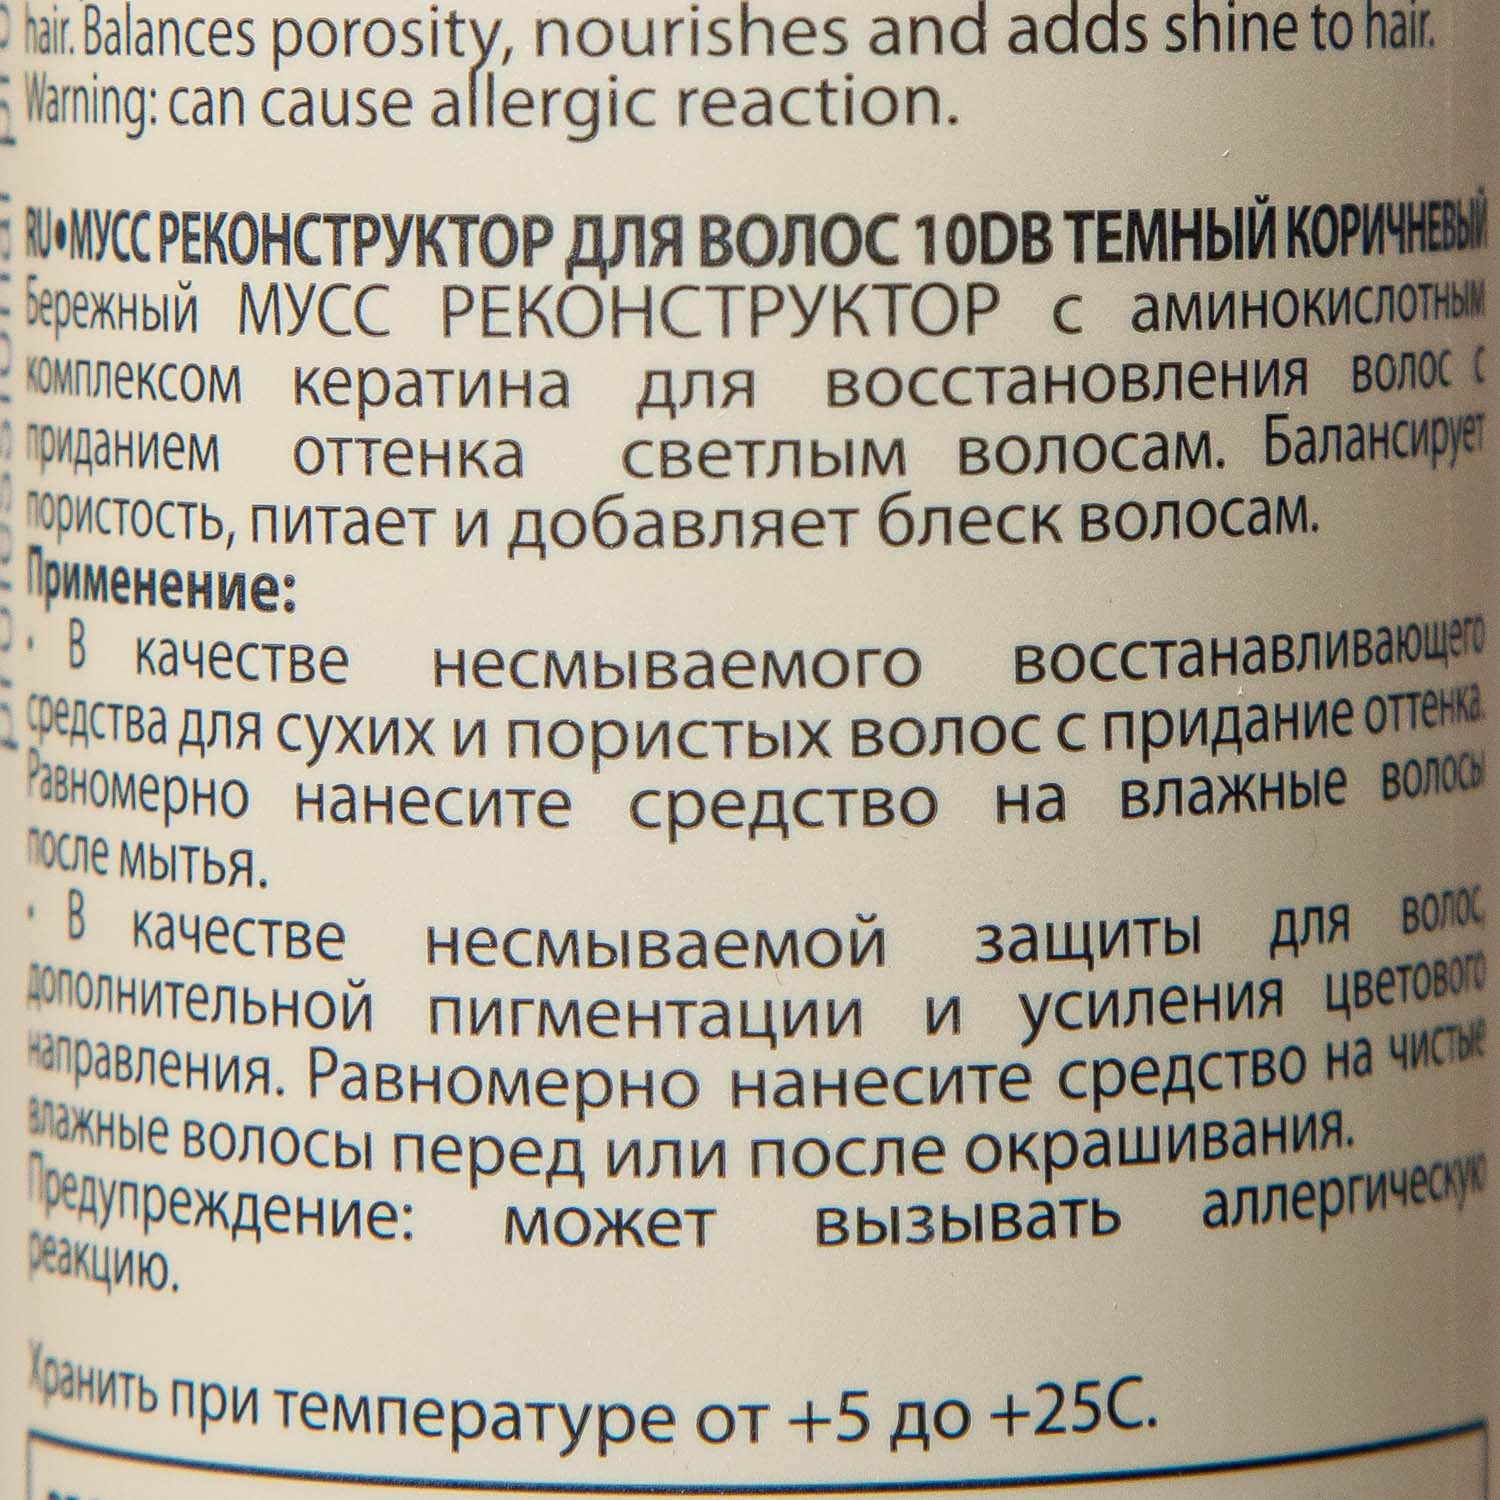 hair. Balances porosity, nourishes and adds shine to hair.
Warning: can cause allergic reaction.
RU•МУСС РЕКОНСТРУКТОР ДЛЯ ВОЛОС 10DB ТЕМНЫЙ КОРИЧНЕВЫЙ
Бережный МУСС РЕКОНСТРУКТОР с аминокислотным
комплексом кератина для восстановления волос с
приданием оттенка светлым волосам. Балансирует
пористость, питает и добавляет блеск волосам.
Применение:
· В качестве несмываемого восстанавливающего
средства для сухих и пористых волос с придание оттенка.
Равномерно нанесите средство на влажные волосы
после мытья.
· В качестве несмываемой защиты для волос,
дополнительной пигментации и усиления цветового
направления. Равномерно нанесите средство на чистые
влажные волосы перед или после окрашивания.
Предупреждение: может вызывать аллергическую
реакцию.
Хранить при температуре от +5 до +25С.